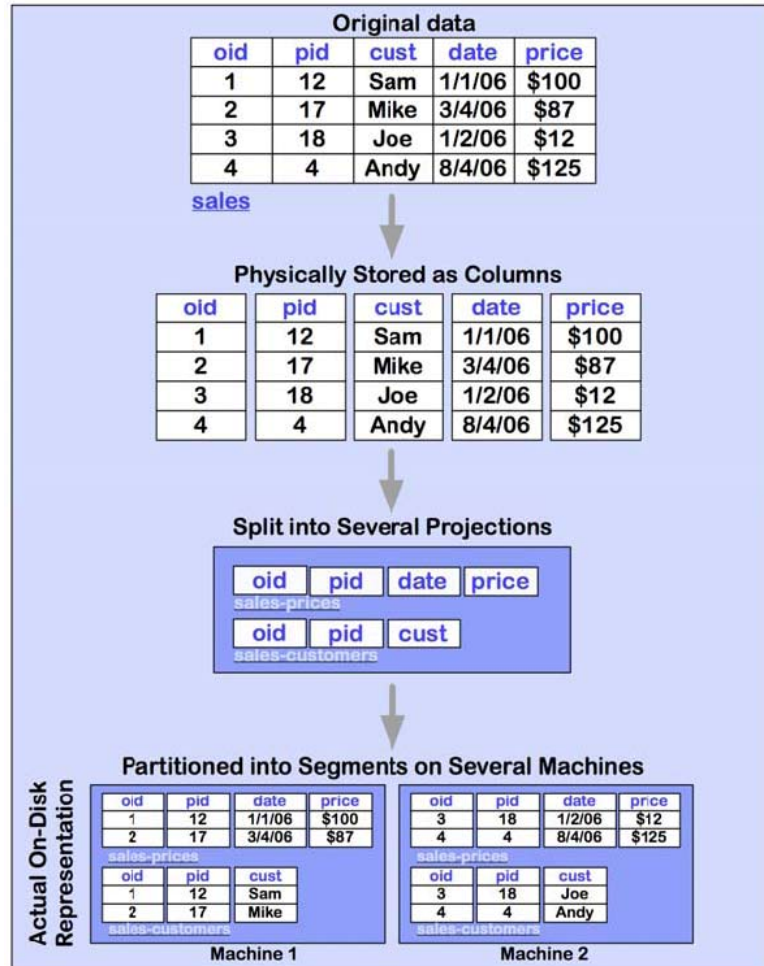 Original data
oid pid cust date price
1 12 Sam 1/1/06 $100
2 17 Mike 3/4/06 $87
3 18 Joe 1/2/06 $12
4 4 Andy 8/4/06 $125
sales
Physically Stored as Columns
oid pid cust date price
1 12 Sam 1/1/06 $100
2 17 Mike 3/4/06 $87
3 18 Joe 1/2/06 $12
4 4 Andy 8/4/06 $125
Split into Several Projections
oid pid date price
sales-prices
oid pid cust
sales-customers
Actual On-Disk
Representation
Partitioned into Segments on Several Machines
oid pid date price
1 12 1/1/06 $100
2 17 3/4/06 $87
sales-prices
oid pid cust
1 12 Sam
2 17 Mike
sales-customers
Machine 1
oid pid date price
3 18 1/2/06 $12
4 4 8/4/06 $125
sales-prices
oid pid cust
3 18 Joe
4 4 Andy
sales-customers
Machine 2